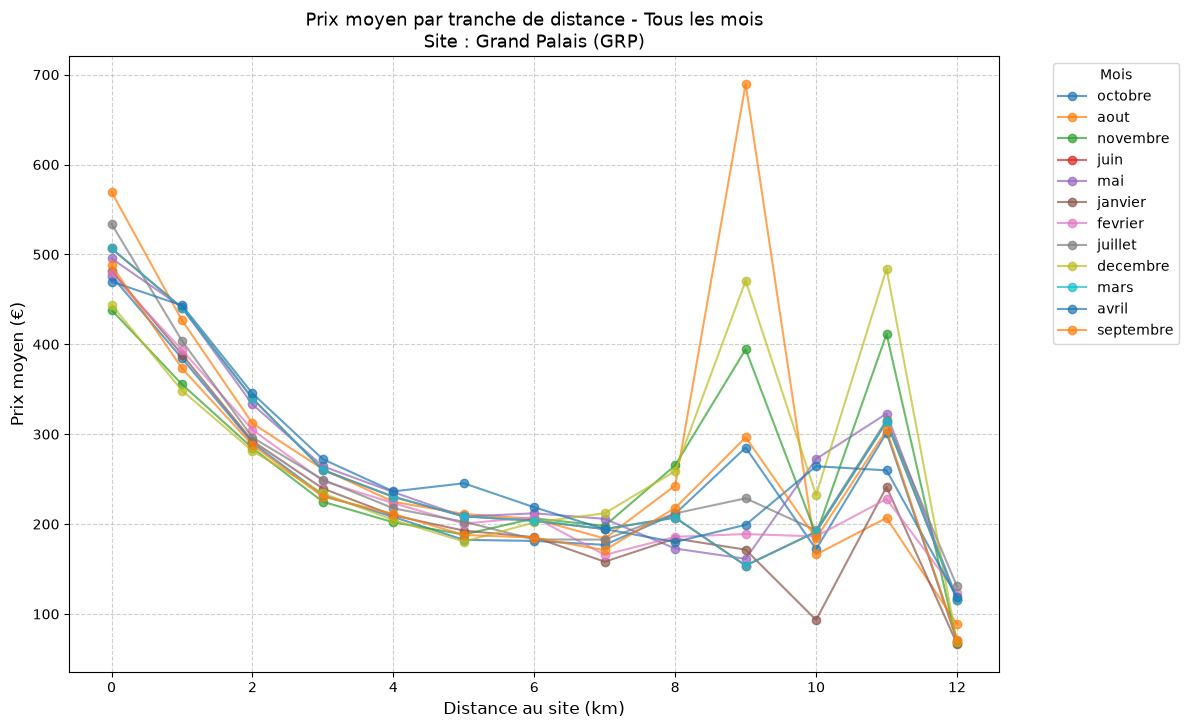 Prix moyen par tranche de distance - Tous les mois
Site : Grand Palais (GRP)
Prix moyen (€)
700
600
500
400
300
200
100
0
2
4
6
8
10
12
Distance au site (km)
Mois
octobre
aout
novembre
juin
mai
janvier
fevrier
juillet
decembre
mars
avril
septembre